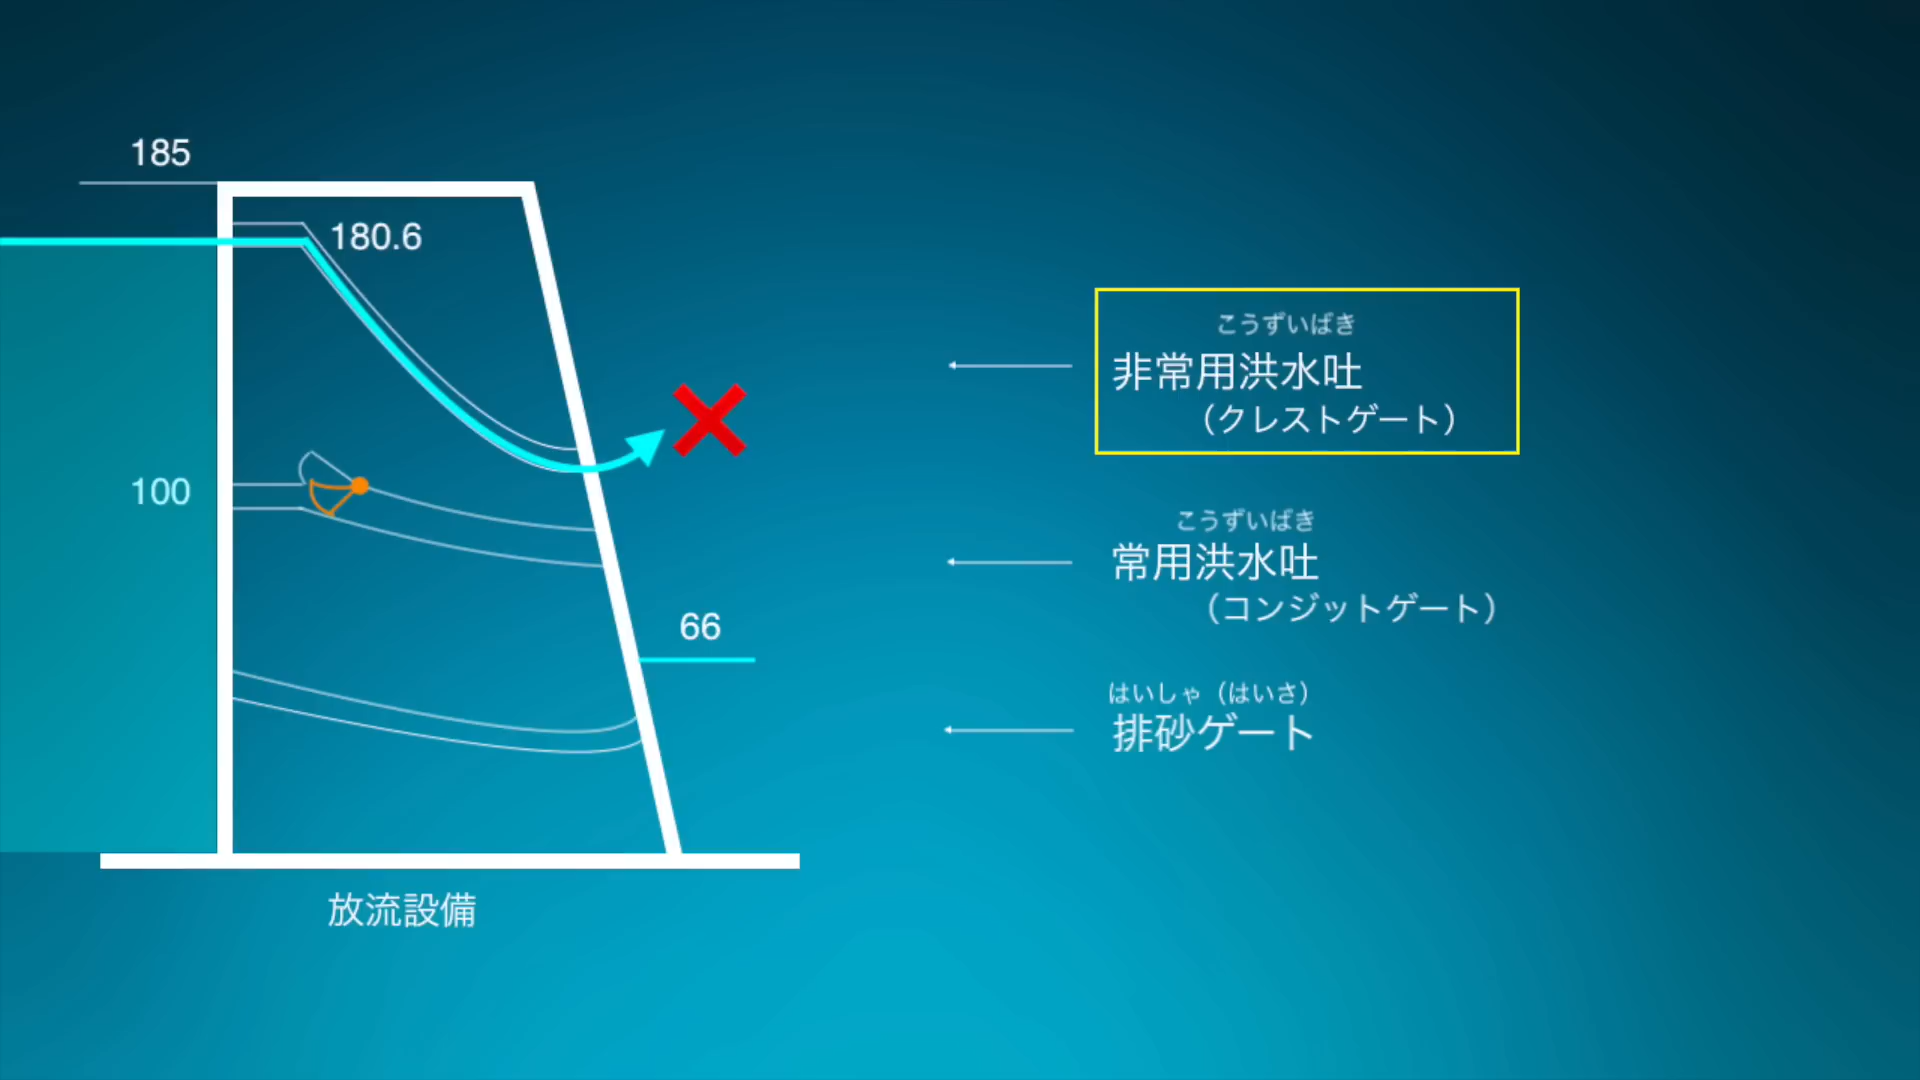 185
180.6
100
66
放流設備
こうずいばき
非常用洪水吐
（クレストゲート）
こうずいばき
常用洪水吐
（コンジットゲート）
はいしゃ（はいさ）
排砂ゲート